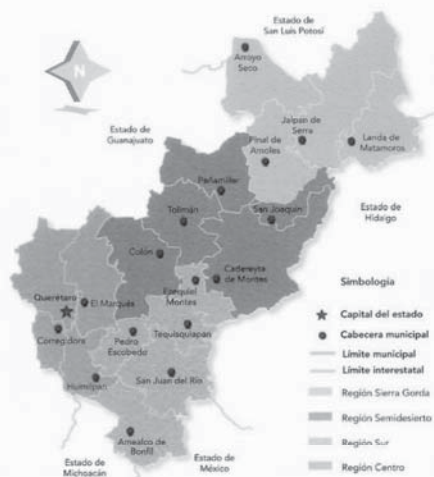 Estado de
San Luis Potosí
Arroyo
Seco
N
Jalpan de
Serra
Landa de
Matamoros
Estado de
Guanajuato
Pinal de
Amoles
Peñamiller
Estado de
Hidalgo
Tolimán
San Joaquín
Colón
Cadereyta
de Montes
Ezequiel
Montes
Querétaro
El Marqués
Corregidora
Pedro
Escobedo
Tequisquiapan
Huimilpan
San Juan del Río
Amealco de
Bonfil
Estado de
Michoacán
Estado de
México
Simbología
Capital del estado
Cabecera municipal
Límite municipal
Límite interestatal
Región Sierra Gorda
Región Semidesierto
Región Sur
Región Centro